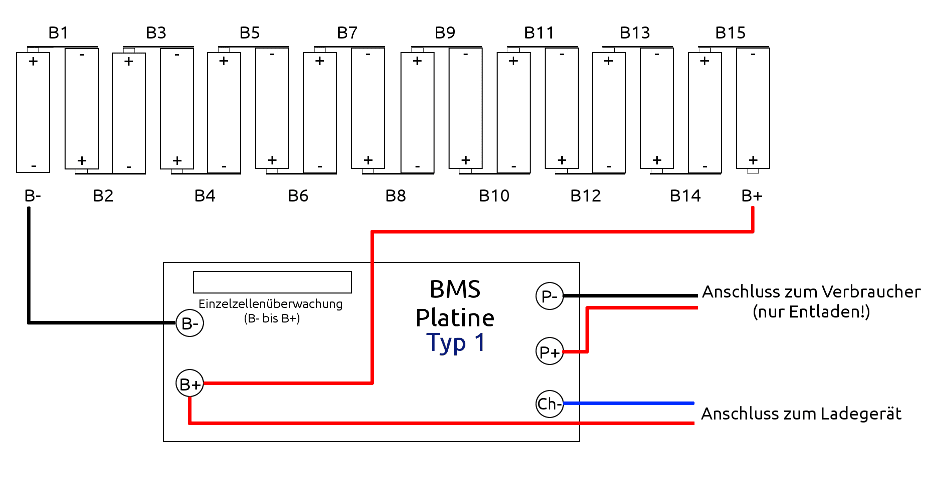 B1 B3 B5 B7 B9 B11 B13 B15
+ - + - + - + - + - + - + - + -
- + - + - + - + - + - + - + - +
B- B2 B4 B6 B8 B10 B12 B14 B+
Einzelzellenüberwachung
(B- bis B+)
BMS
Platine
Typ 1
B-
B+
P-
P+
Ch-
Anschluss zum Verbraucher
(nur Entladen!)
Anschluss zum Ladegerät